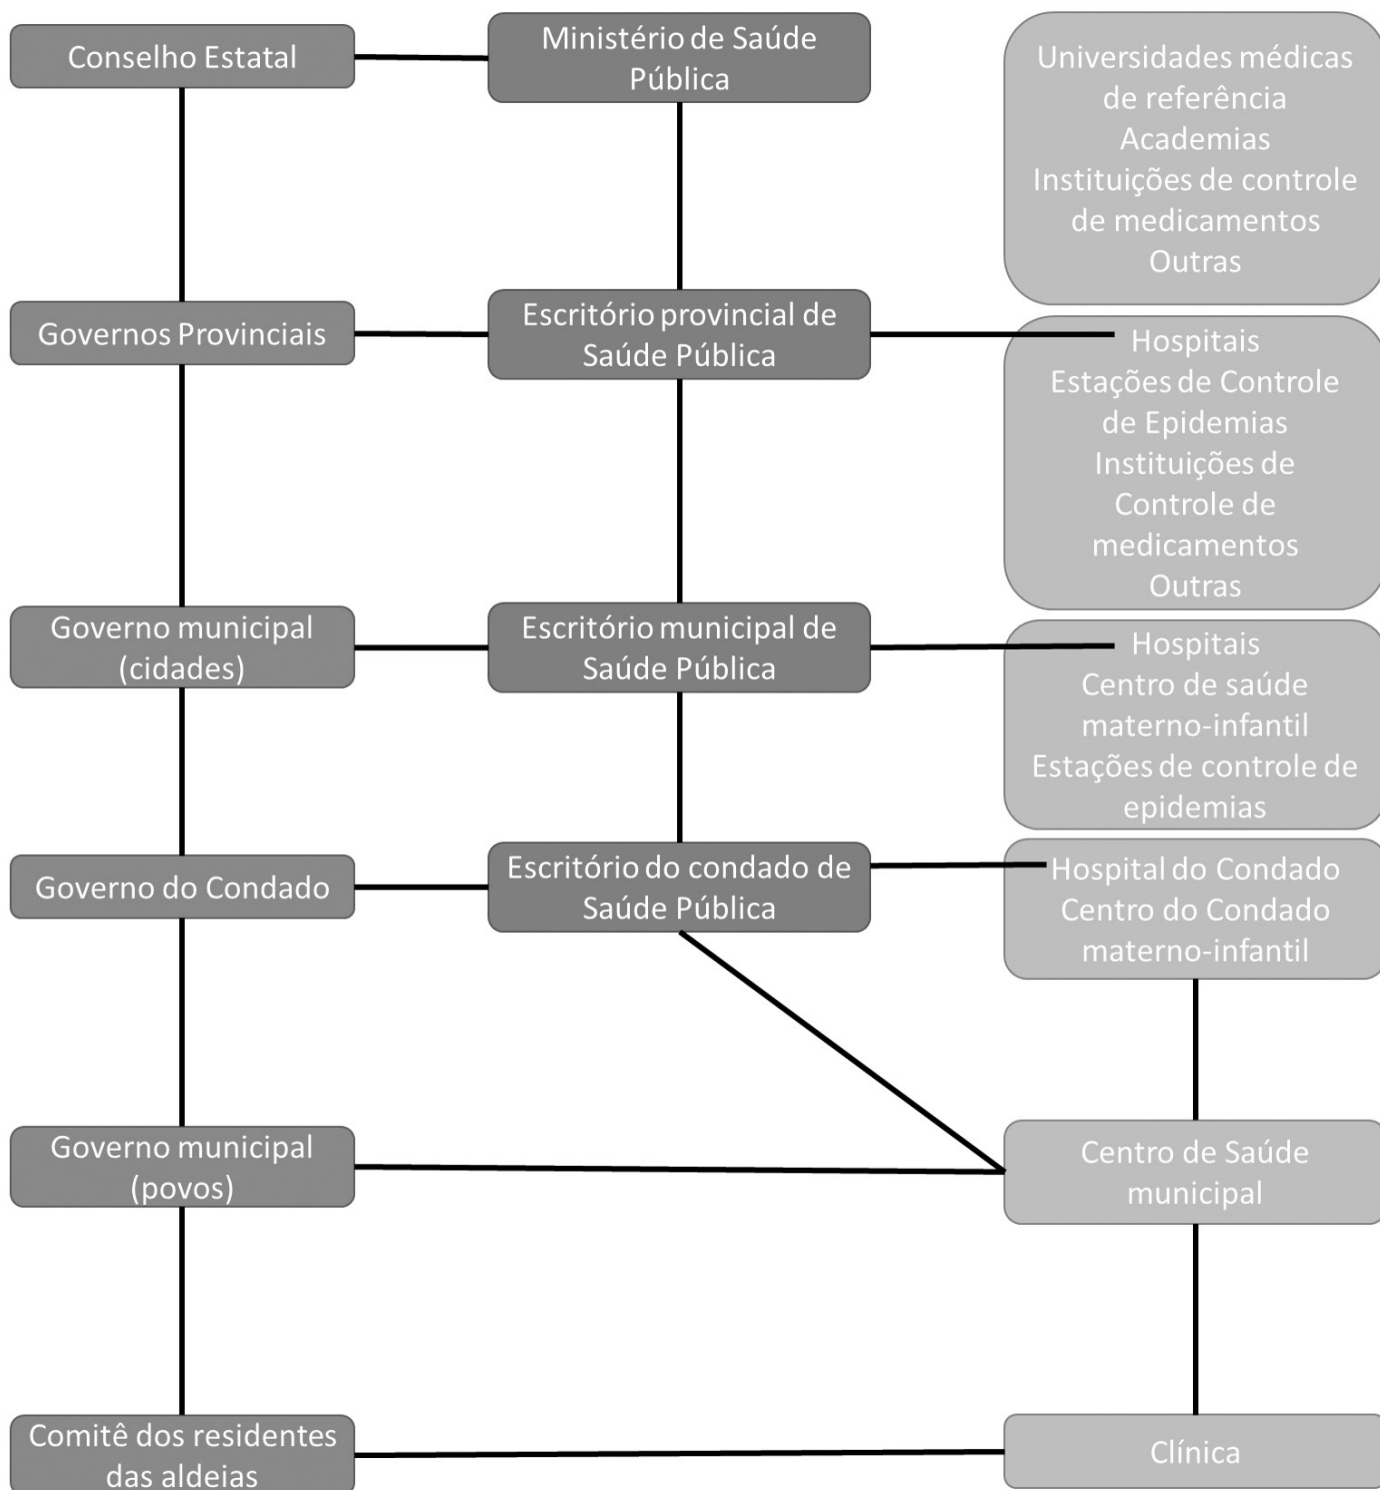 Conselho Estatal
Ministério de Saúde
Pública
Universidades médicas
de referência
Academias
Instituições de controle
de medicamentos
Outras
Governos Provinciais
Escritório provincial de
Saúde Pública
Hospitais
Estações de Controle
de Epidemias
Instituições de
Controle de
medicamentos
Outras
Governo municipal
(cidades)
Escritório municipal de
Saúde Pública
Hospitais
Centro de saúde
materno-infantil
Estações de controle de
epidemias
Governo do Condado
Escritório do condado de
Saúde Pública
Hospital do Condado
Centro do Condado
materno-infantil
Governo municipal
(povos)
Centro de Saúde
municipal
Comitê dos residentes
das aldeias
Clínica